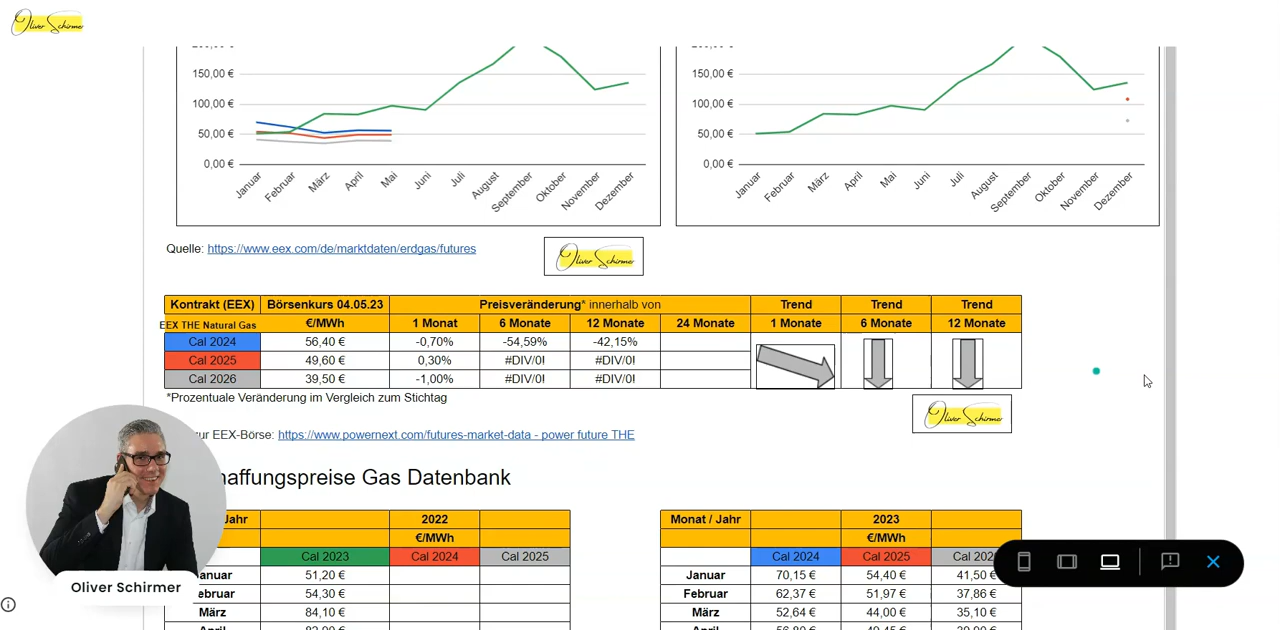 Oliver Schirmer
150,00 €
100,00 €
50,00 €
0,00 €
Januar Februar März April Mai Juni Juli August September Oktober November Dezember
150,00 €
100,00 €
50,00 €
0,00 €
Januar Februar März April Mai Juni Juli August September Oktober November Dezember
Quelle: https://www.eex.com/de/marktdaten/erdgas/futures
Oliver Schirmer
Kontrakt (EEX) Börsenkurs 04.05.23 Preisveränderung* innerhalb von Trend Trend Trend
EEX THE Natural Gas €/MWh 1 Monat 6 Monate 12 Monate 24 Monate 1 Monat 6 Monate 12 Monate
Cal 2024 56,40 € -0,70% -54,59% -42,15%
Cal 2025 49,60 € 0,30% #DIV/0! #DIV/0!
Cal 2026 39,50 € -1,00% #DIV/0! #DIV/0!
*Prozentuale Veränderung im Vergleich zum Stichtag
Oliver Schirmer
zur EEX-Börse: https://www.powernext.com/futures-market-data - power future THE
haffungspreise Gas Datenbank
Jahr 2022 Monat / Jahr 2023
€/MWh €/MWh
Cal 2023 Cal 2024 Cal 2025 Cal 2024 Cal 2025 Cal 202
anuar 51,20 € Januar 70,15 € 54,40 € 41,50 €
ebruar 54,30 € Februar 62,37 € 51,97 € 37,86 €
März 84,10 € März 52,64 € 44,00 € 35,10 €
Oliver Schirmer